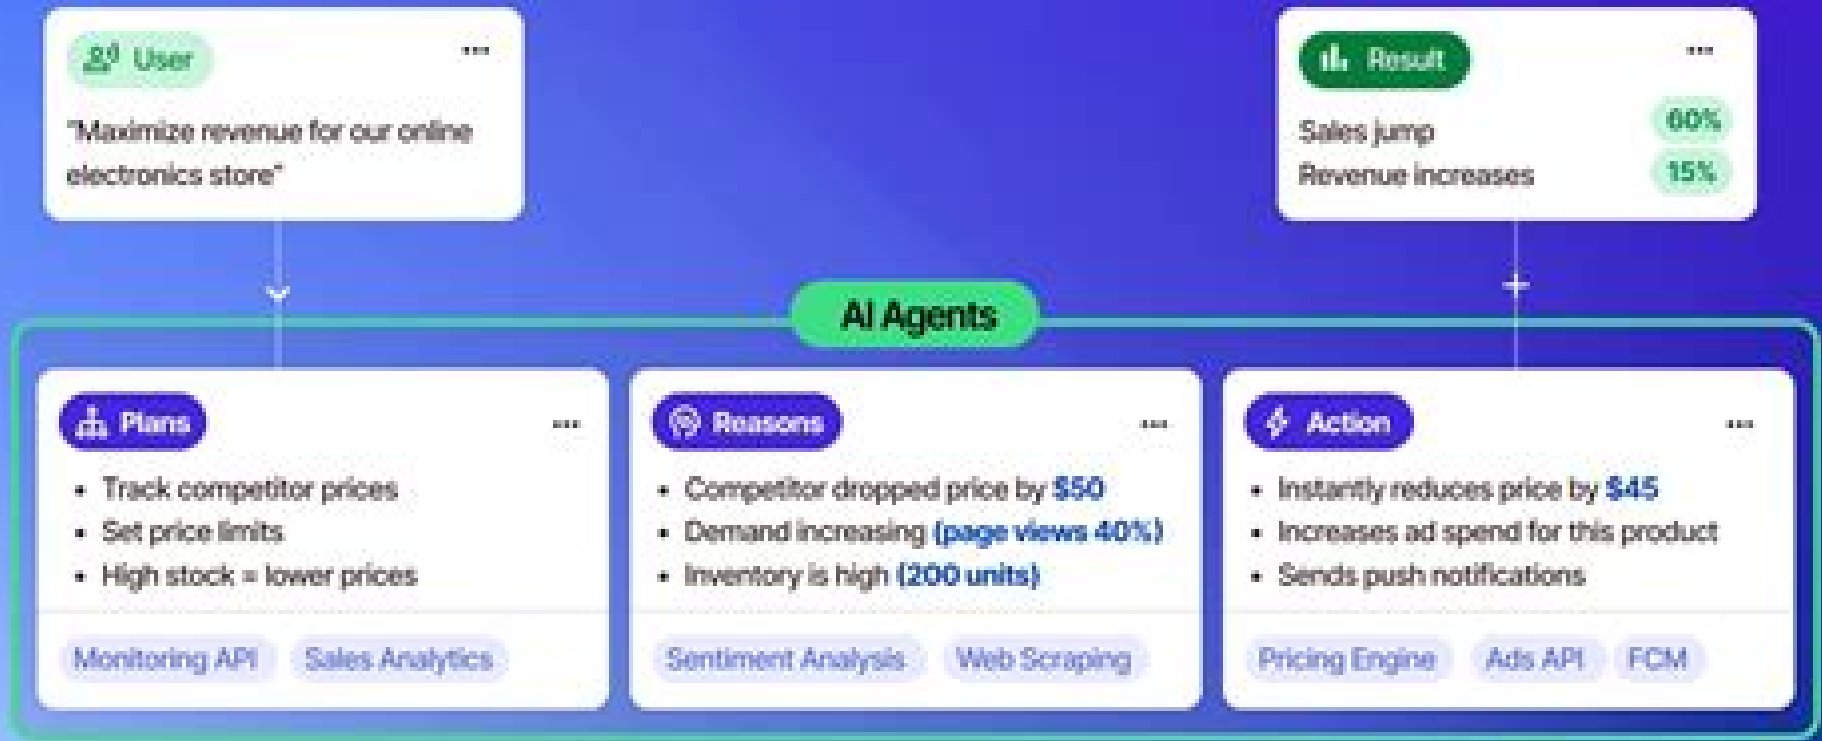 User
"Maximize revenue for our online
electronics store"
Result
Sales jump 60%
Revenue increases 15%
AI Agents
Plans
• Track competitor prices
• Set price limits
• High stock = lower prices
Monitoring API Sales Analytics
Reasons
• Competitor dropped price by $50
• Demand increasing (page views 40%)
• Inventory is high (200 units)
Sentiment Analysis Web Scraping
Action
• Instantly reduces price by $45
• Increases ad spend for this product
• Sends push notifications
Pricing Engine Ads API FCM